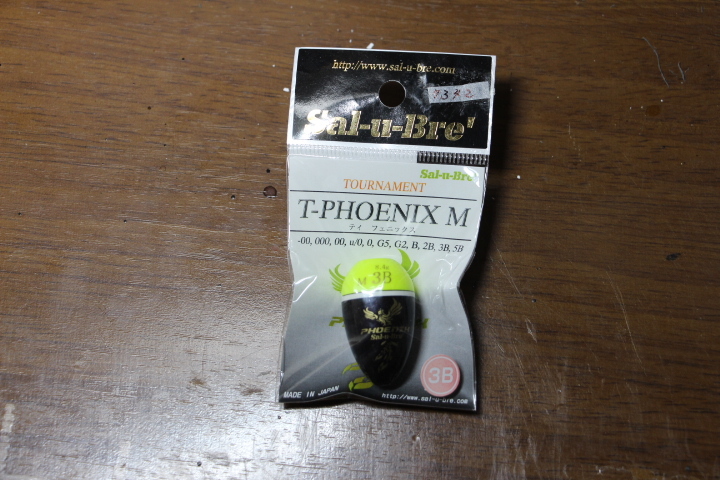 http://www.sal-u-bre.com
Sal-u-Bre'
Sal-u-Bre'
TOURNAMENT
T-PHOENIX M
ティ フェニックス
-00, 000, 00, u/0, 0, G5, G2, B, 2B, 3B, 5B
M 3B
PHOENIX
Sal-u-Bre
3B
MADE IN JAPAN
http://www.sal-u-bre.com